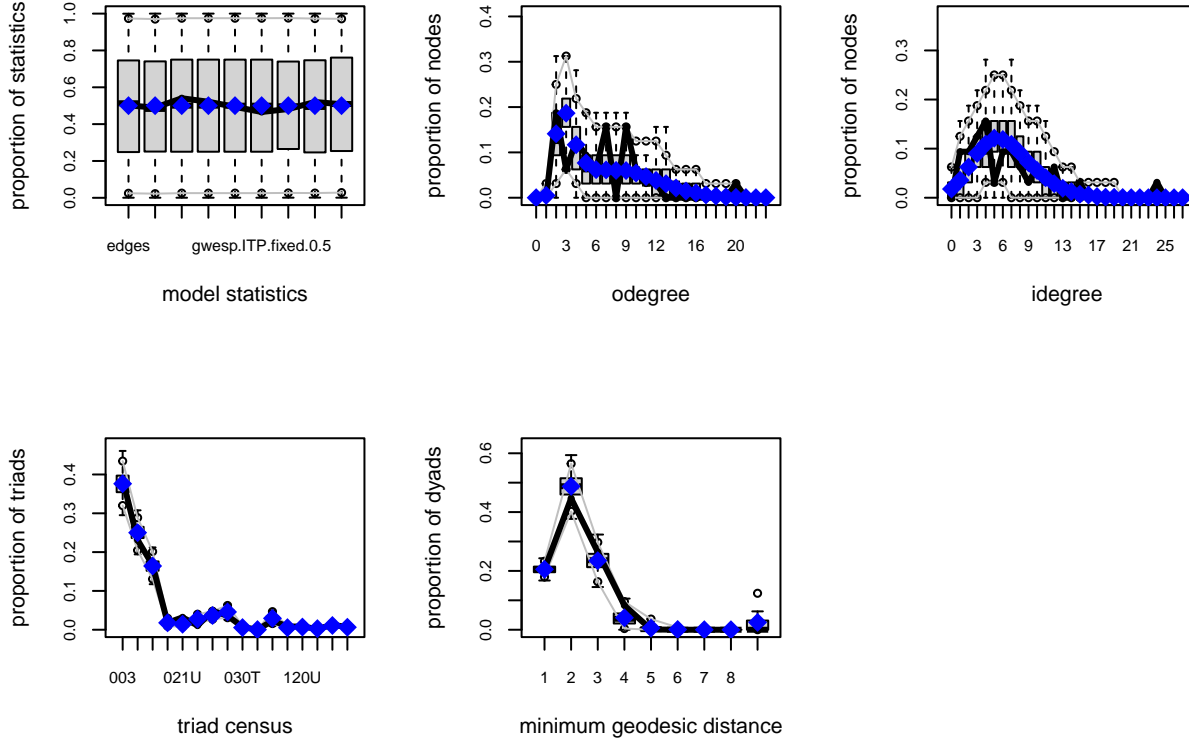 proportion of statistics
0.0 0.2 0.4 0.6 0.8 1.0
edges gwesp.ITP.fixed.0.5
model statistics
proportion of nodes
0.0 0.1 0.2 0.3 0.4
0 3 6 9 12 16 20
odegree
proportion of nodes
0.0 0.1 0.2 0.3
0 3 6 9 13 17 21 25
idegree
proportion of triads
0.0 0.1 0.2 0.3 0.4
003 021U 030T 120U
triad census
proportion of dyads
0.0 0.2 0.4 0.6
1 2 3 4 5 6 7 8
minimum geodesic distance